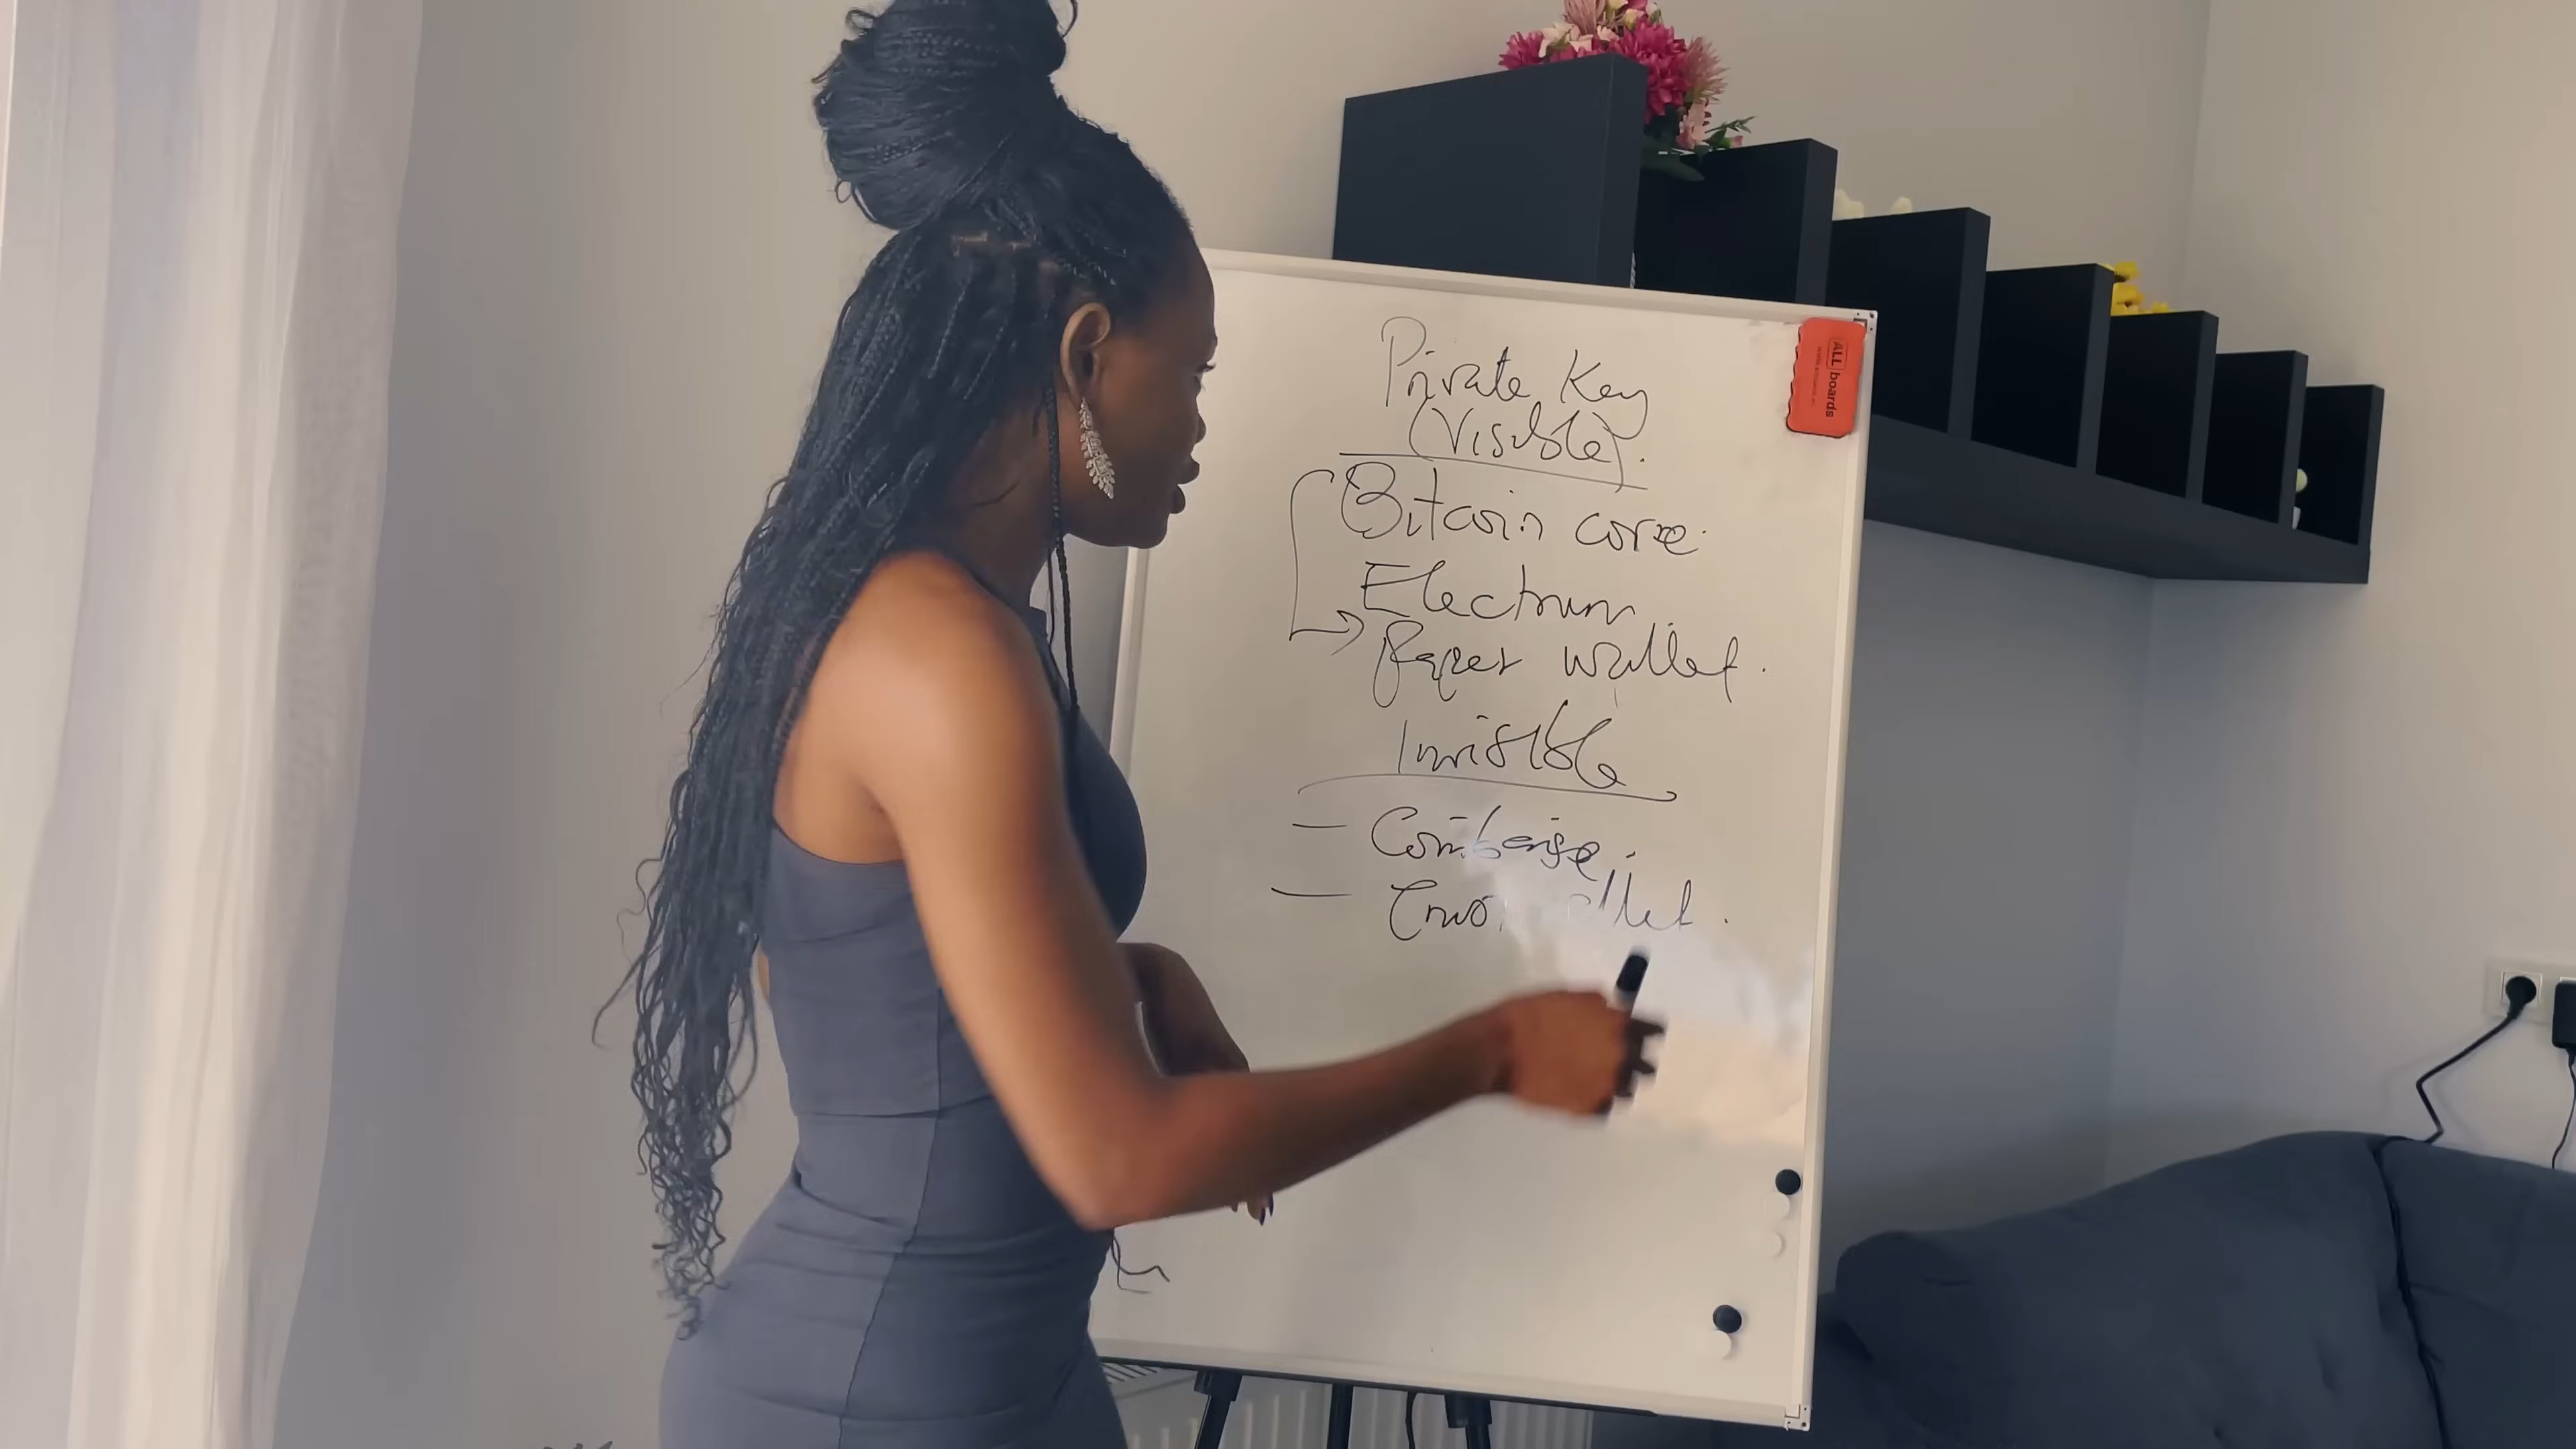 Private Key
(Visible).
Bitcoin core.
Electrum.
Paper wallet.
Invisible
- Coinbase.
-
ALL boards